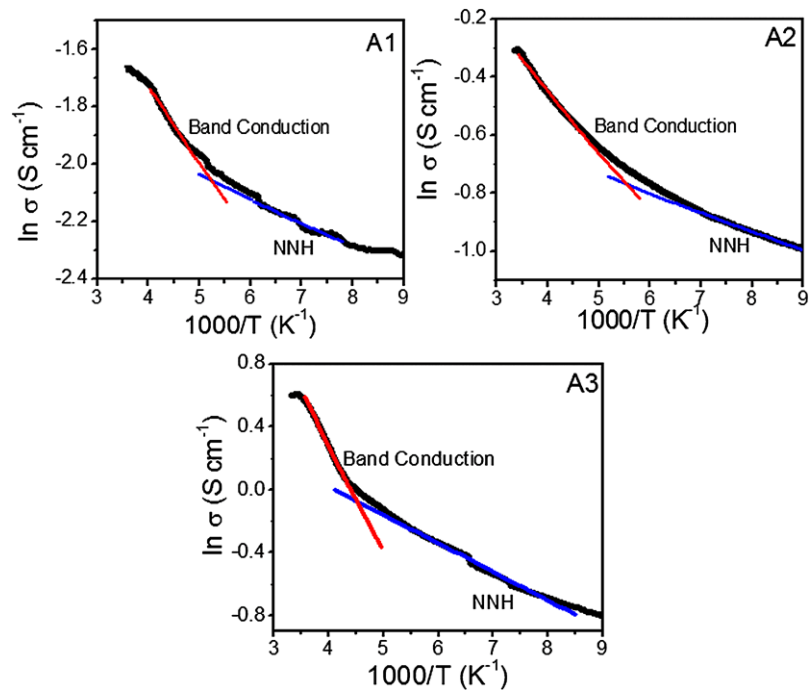 A1
-1.6
-1.8
-2.0
-2.2
-2.4
ln σ (S cm⁻¹)
Band Conduction
NNH
3 4 5 6 7 8 9
1000/T (K⁻¹)
A2
-0.2
-0.4
-0.6
-0.8
-1.0
ln σ (S cm⁻¹)
Band Conduction
NNH
3 4 5 6 7 8 9
1000/T (K⁻¹)
A3
0.8
0.4
0.0
-0.4
-0.8
ln σ (S cm⁻¹)
Band Conduction
NNH
3 4 5 6 7 8 9
1000/T (K⁻¹)